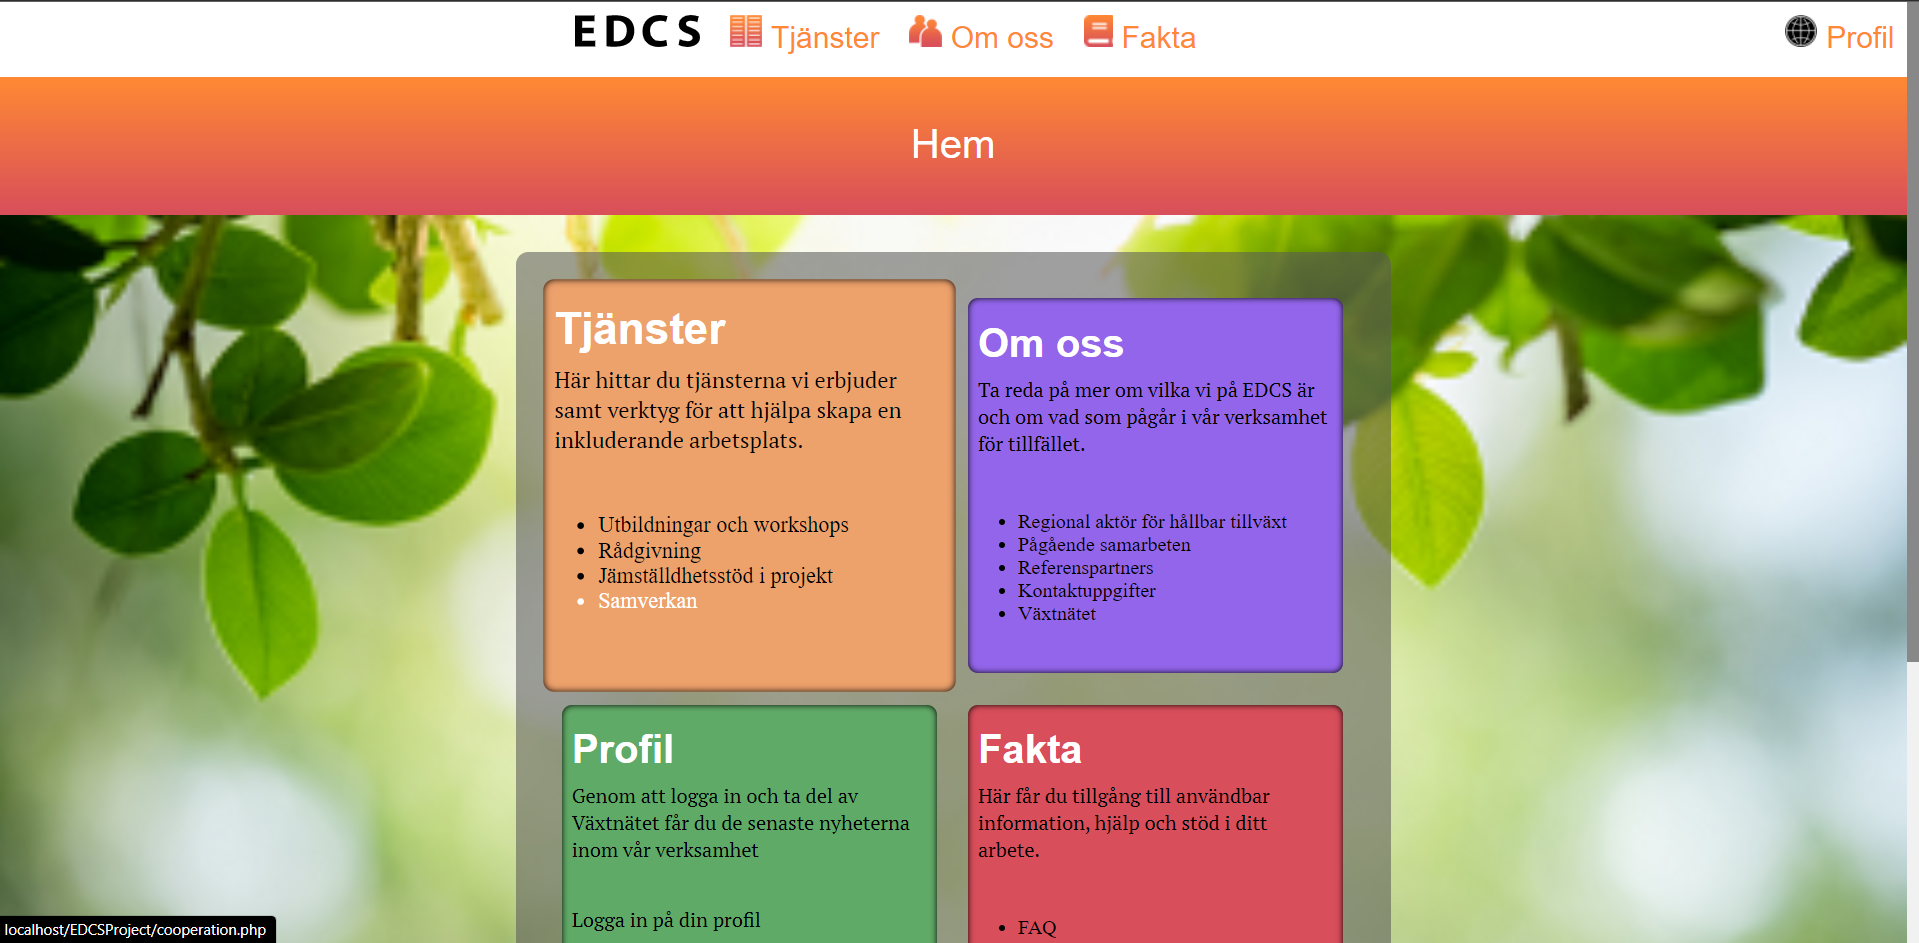 EDCS Tjänster Om oss Fakta Profil
Hem
Tjänster
Här hittar du tjänsterna vi erbjuder
samt verktyg för att hjälpa skapa en
inkluderande arbetsplats.
Utbildningar och workshops
Rådgivning
Jämställdhetsstöd i projekt
Samverkan
Om oss
Ta reda på mer om vilka vi på EDCS är
och om vad som pågår i vår verksamhet
för tillfället.
Regional aktör för hållbar tillväxt
Pågående samarbeten
Referenspartners
Kontaktuppgifter
Växtnätet
Profil
Genom att logga in och ta del av
Växtnätet får du de senaste nyheterna
inom vår verksamhet
Logga in på din profil
Fakta
Här får du tillgång till användbar
information, hjälp och stöd i ditt
arbete.
FAQ
localhost/EDCSProject/cooperation.php